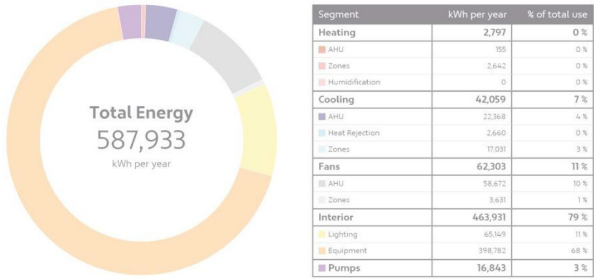 Total Energy
587,933
kWh per year
Segment kWh per year % of total use
Heating 2,797 0 %
AHU 155 0 %
Zones 2,642 0 %
Humidification 0 0 %
Cooling 42,059 7 %
AHU 22,368 4 %
Heat Rejection 2,660 0 %
Zones 17,031 3 %
Fans 62,303 11 %
AHU 58,672 10 %
Zones 3,631 1 %
Interior 463,931 79 %
Lighting 65,149 11 %
Equipment 398,782 68 %
Pumps 16,843 3 %